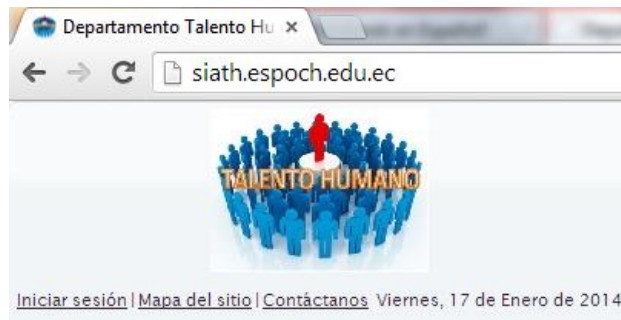 Departamento Talento Hu
siath.espoch.edu.ec
TALENTO HUMANO
Iniciar sesión | Mapa del sitio | Contáctanos Viernes, 17 de Enero de 2014